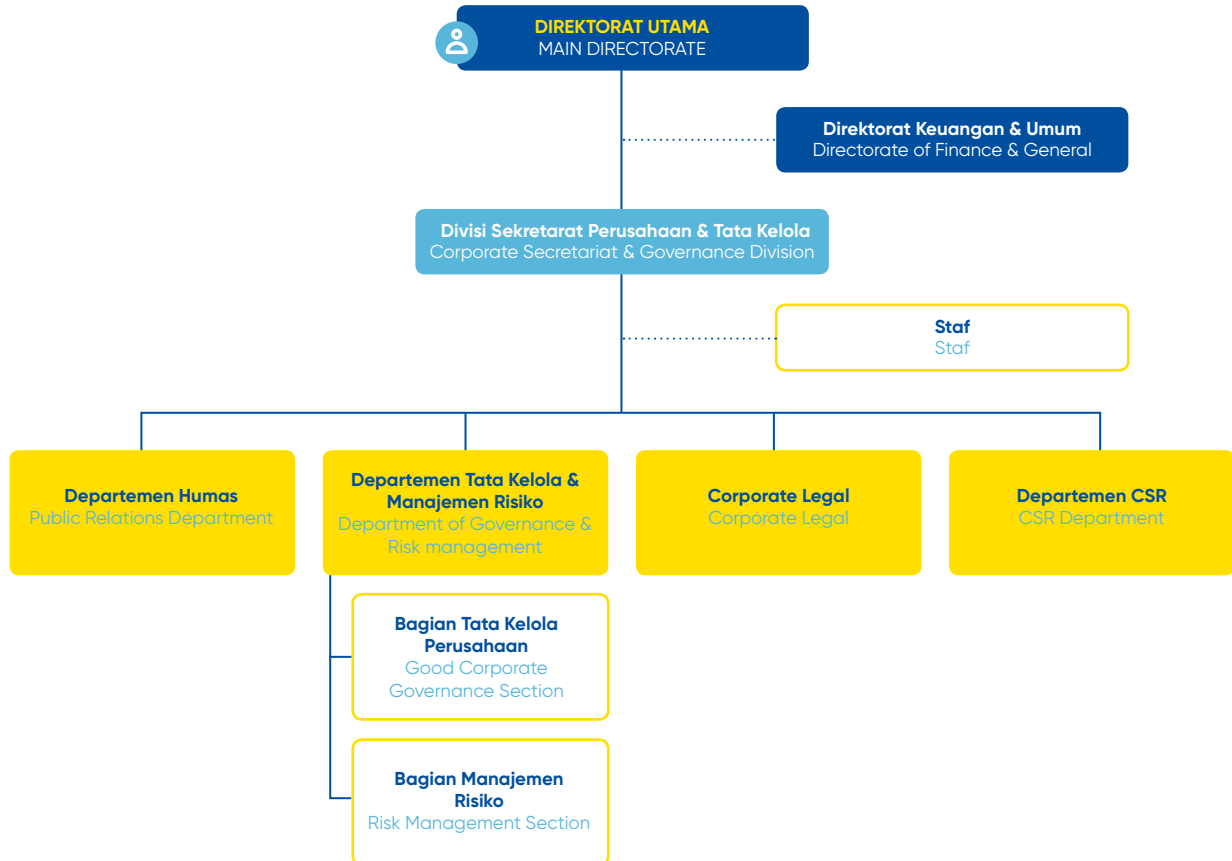 DIREKTORAT UTAMA
MAIN DIRECTORATE
Direktorat Keuangan & Umum
Directorate of Finance & General
Divisi Sekretarat Perusahaan & Tata Kelola
Corporate Secretariat & Governance Division
Staf
Staf
Departemen Humas
Public Relations Department
Departemen Tata Kelola &
Manajemen Risiko
Department of Governance &
Risk management
Corporate Legal
Corporate Legal
Departemen CSR
CSR Department
Bagian Tata Kelola
Perusahaan
Good Corporate
Governance Section
Bagian Manajemen
Risiko
Risk Management Section